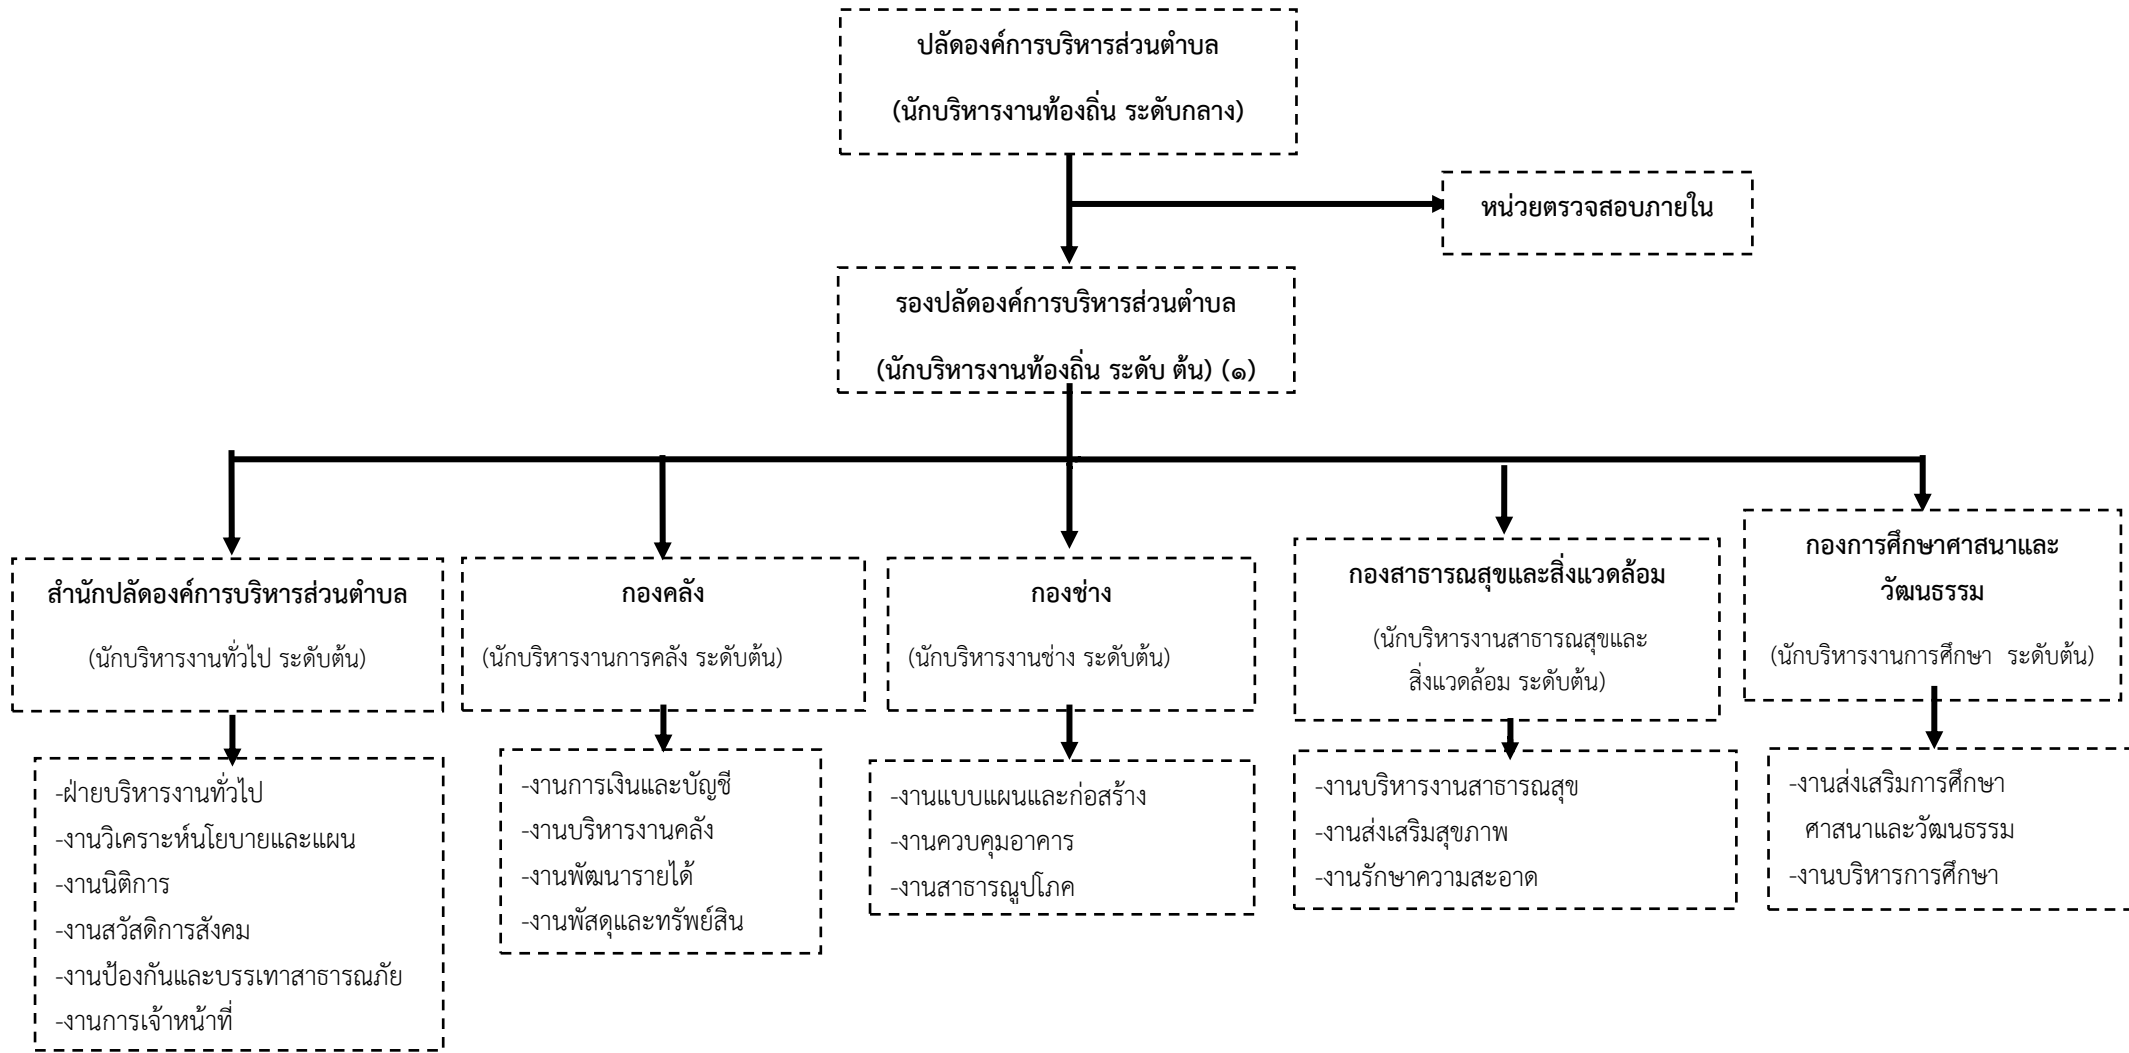 ปลัดองค์การบริหารส่วนตำบล
(นักบริหารงานท้องถิ่น ระดับกลาง)
หน่วยตรวจสอบภายใน
รองปลัดองค์การบริหารส่วนตำบล
(นักบริหารงานท้องถิ่น ระดับ ต้น) (๑)
สำนักปลัดองค์การบริหารส่วนตำบล
(นักบริหารงานทั่วไป ระดับต้น)
-ฝ่ายบริหารงานทั่วไป
-งานวิเคราะห์นโยบายและแผน
-งานนิติการ
-งานสวัสดิการสังคม
-งานป้องกันและบรรเทาสาธารณภัย
-งานการเจ้าหน้าที่
กองคลัง
(นักบริหารงานการคลัง ระดับต้น)
-งานการเงินและบัญชี
-งานบริหารงานคลัง
-งานพัฒนารายได้
-งานพัสดุและทรัพย์สิน
กองช่าง
(นักบริหารงานช่าง ระดับต้น)
-งานแบบแผนและก่อสร้าง
-งานควบคุมอาคาร
-งานสาธารณูปโภค
กองสาธารณสุขและสิ่งแวดล้อม
(นักบริหารงานสาธารณสุขและ
สิ่งแวดล้อม ระดับต้น)
-งานบริหารงานสาธารณสุข
-งานส่งเสริมสุขภาพ
-งานรักษาความสะอาด
กองการศึกษาศาสนาและ
วัฒนธรรม
(นักบริหารงานการศึกษา ระดับต้น)
-งานส่งเสริมการศึกษา
ศาสนาและวัฒนธรรม
-งานบริหารการศึกษา